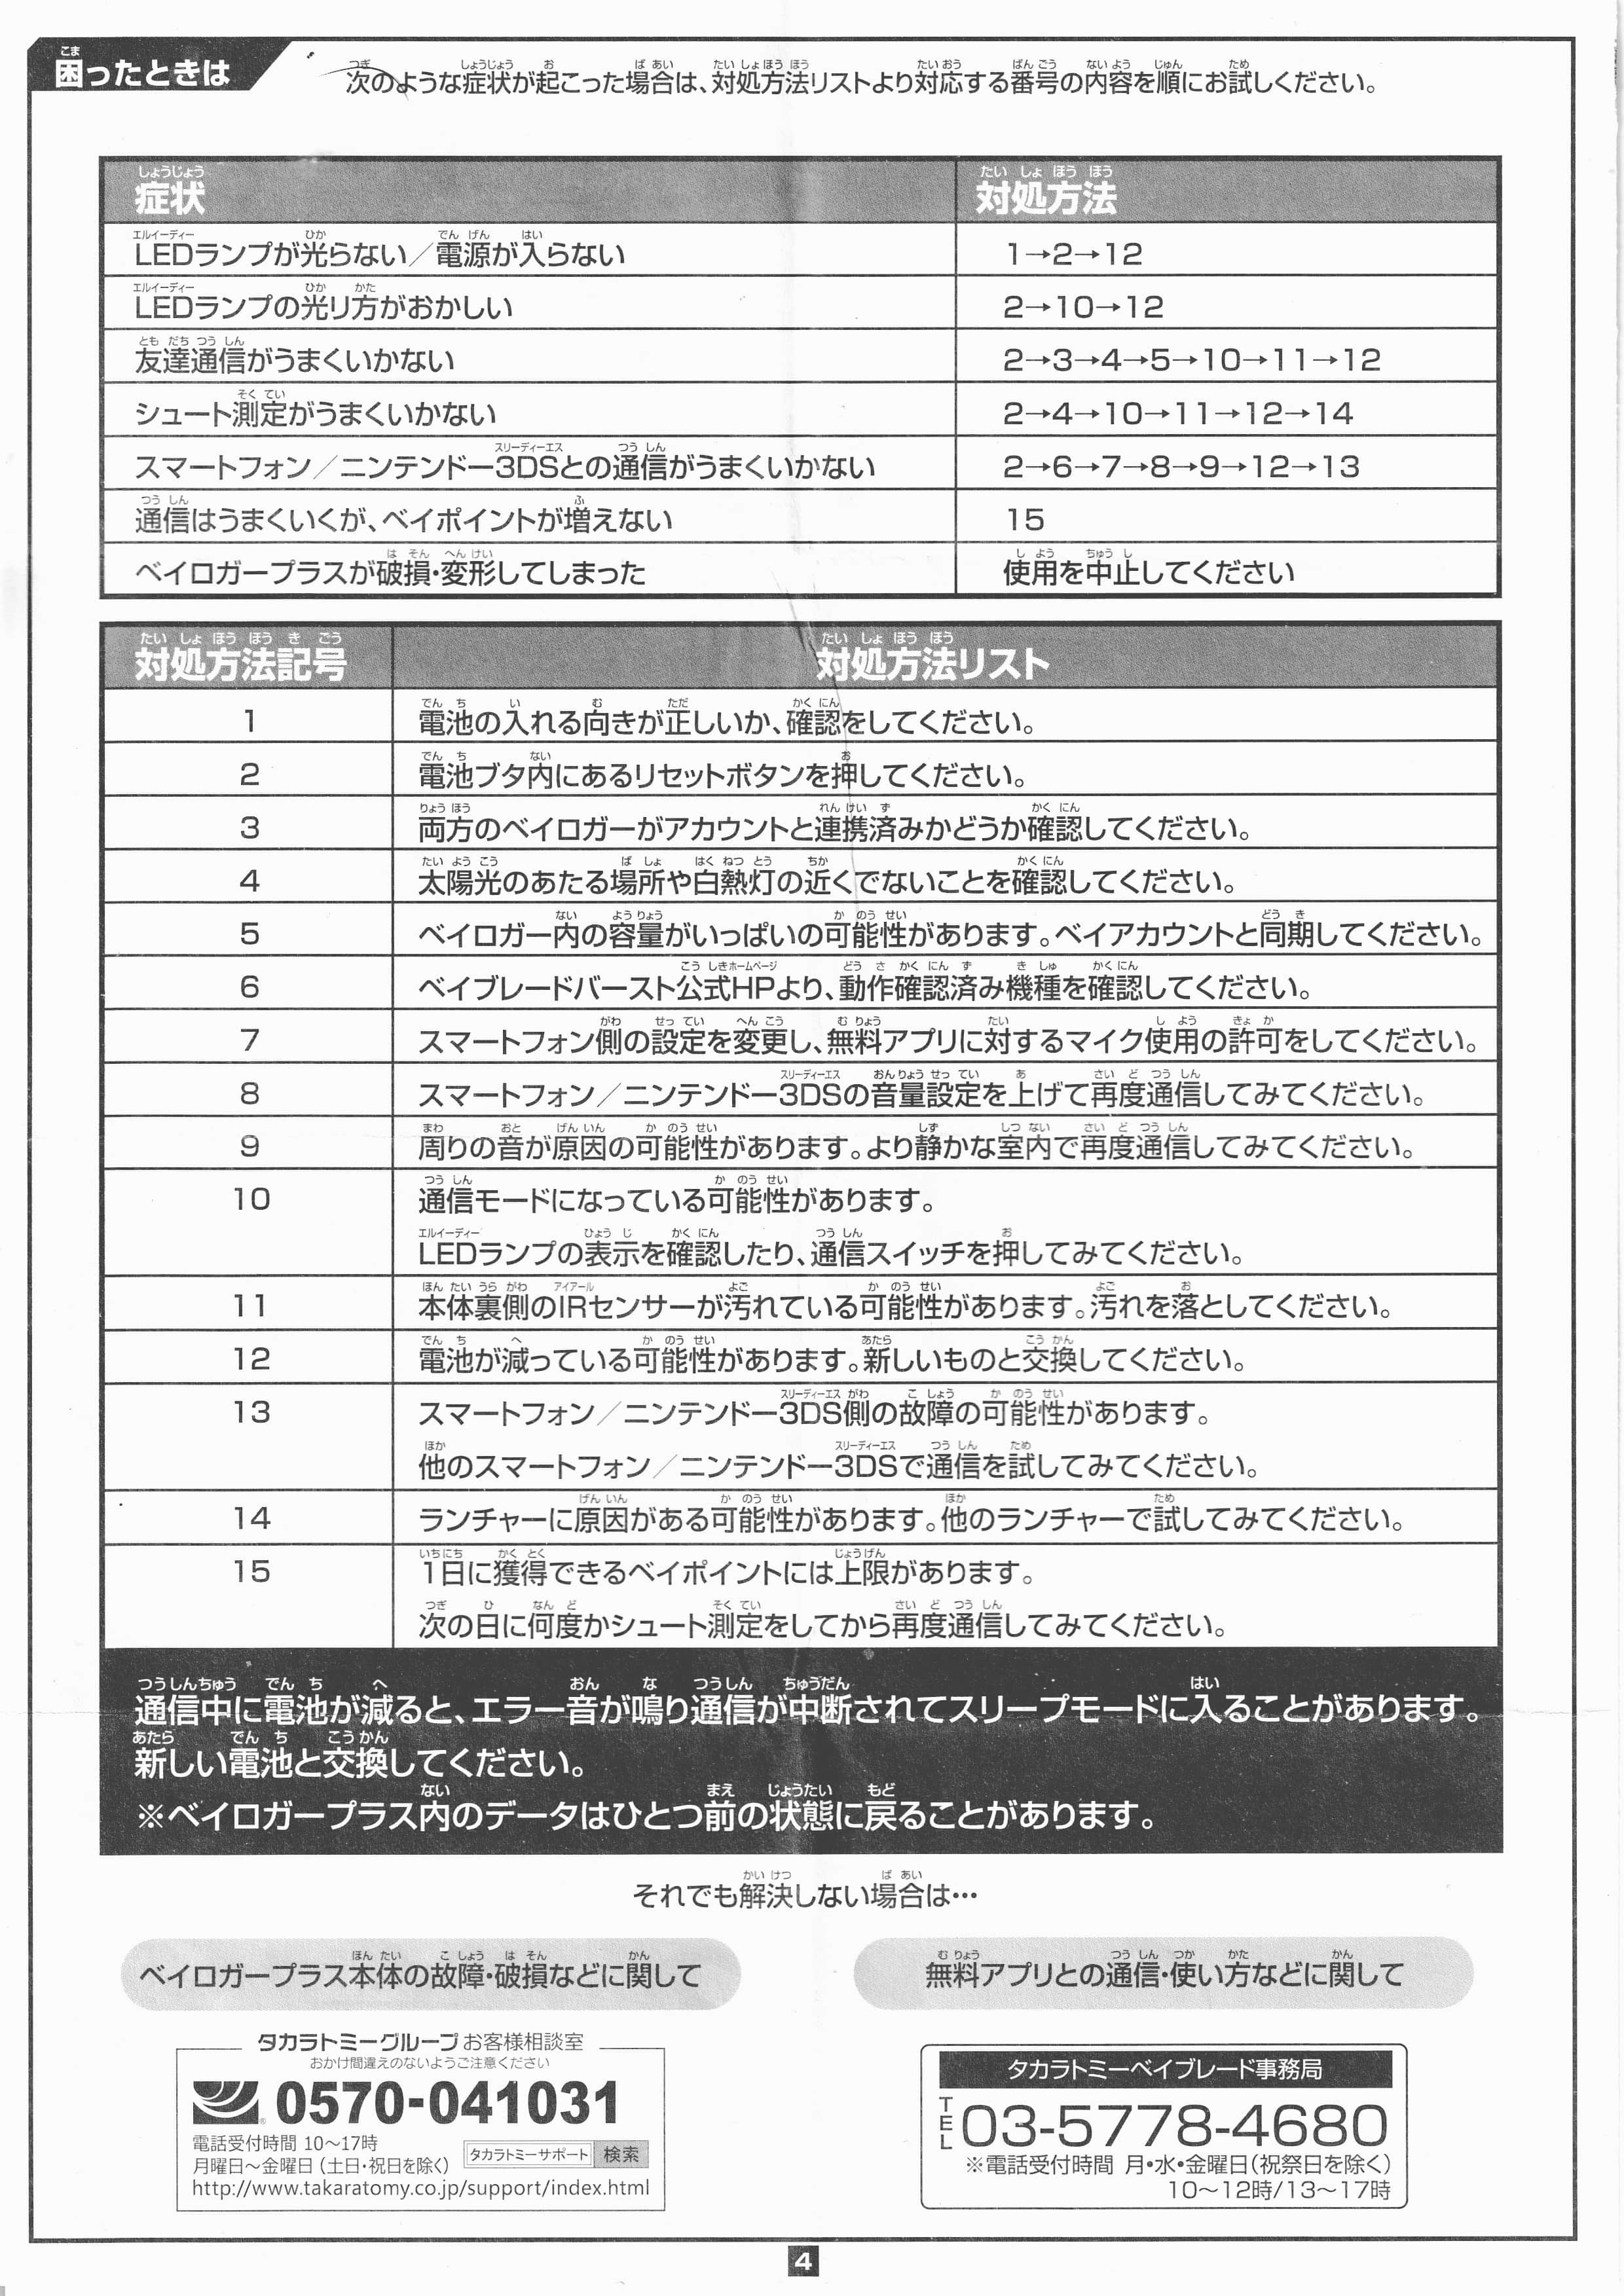 困ったときは
次のような症状が起こった場合は、対処方法リストより対応する番号の内容を順にお試しください。
症状 対処方法
LEDランプが光らない／電源が入らない 1→2→12
LEDランプの光り方がおかしい 2→10→12
友達通信がうまくいかない 2→3→4→5→10→11→12
シュート測定がうまくいかない 2→4→10→11→12→14
スマートフォン／ニンテンドー3DSとの通信がうまくいかない 2→6→7→8→9→12→13
通信はうまくいくが、ベイポイントが増えない 15
ベイロガープラスが破損・変形してしまった 使用を中止してください
対処方法記号 対処方法リスト
1 電池の入れる向きが正しいか、確認をしてください。
2 電池ブタ内にあるリセットボタンを押してください。
3 両方のベイロガーがアカウントと連携済みかどうか確認してください。
4 太陽光のあたる場所や白熱灯の近くでないことを確認してください。
5 ベイロガー内の容量がいっぱいの可能性があります。ベイアカウントと同期してください。
6 ベイブレードバースト公式HPより、動作確認済み機種を確認してください。
7 スマートフォン側の設定を変更し、無料アプリに対するマイク使用の許可をしてください。
8 スマートフォン／ニンテンドー3DSの音量設定を上げて再度通信してみてください。
9 周りの音が原因の可能性があります。より静かな室内で再度通信してみてください。
10 通信モードになっている可能性があります。
LEDランプの表示を確認したり、通信スイッチを押してみてください。
11 本体裏側のIRセンサーが汚れている可能性があります。汚れを落としてください。
12 電池が減っている可能性があります。新しいものと交換してください。
13 スマートフォン／ニンテンドー3DS側の故障の可能性があります。
他のスマートフォン／ニンテンドー3DSで通信を試してみてください。
14 ランチャーに原因がある可能性があります。他のランチャーで試してみてください。
15 1日に獲得できるベイポイントには上限があります。
次の日に何度かシュート測定をしてから再度通信してみてください。
通信中に電池が減ると、エラー音が鳴り通信が中断されてスリープモードに入ることがあります。
新しい電池と交換してください。
※ベイロガープラス内のデータはひとつ前の状態に戻ることがあります。
それでも解決しない場合は…
ベイロガープラス本体の故障・破損などに関して
タカラトミーグループお客様相談室
おかけ間違えのないようご注意ください
0570-041031
電話受付時間 10〜17時
月曜日〜金曜日（土日・祝日を除く）
タカラトミーサポート 検索
http://www.takaratomy.co.jp/support/index.html
無料アプリとの通信・使い方などに関して
タカラトミーベイブレード事務局
TEL 03-5778-4680
※電話受付時間 月・水・金曜日（祝祭日を除く）
10〜12時/13〜17時
4